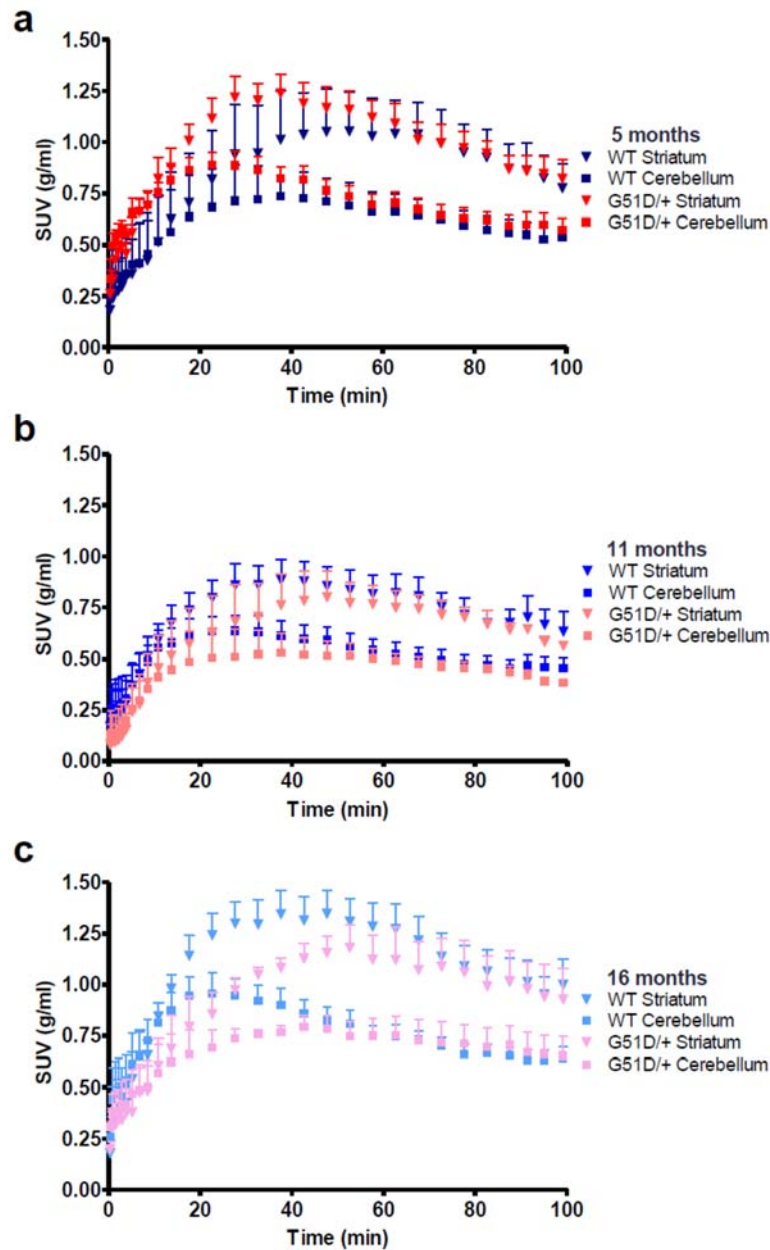 a
1.50
1.25
1.00
0.75
0.50
0.25
0.00
SUV (g/ml)
0 20 40 60 80 100
Time (min)
5 months
WT Striatum
WT Cerebellum
G51D/+ Striatum
G51D/+ Cerebellum
b
1.50
1.25
1.00
0.75
0.50
0.25
0.00
SUV (g/ml)
0 20 40 60 80 100
Time (min)
11 months
WT Striatum
WT Cerebellum
G51D/+ Striatum
G51D/+ Cerebellum
c
1.50
1.25
1.00
0.75
0.50
0.25
0.00
SUV (g/ml)
0 20 40 60 80 100
Time (min)
16 months
WT Striatum
WT Cerebellum
G51D/+ Striatum
G51D/+ Cerebellum